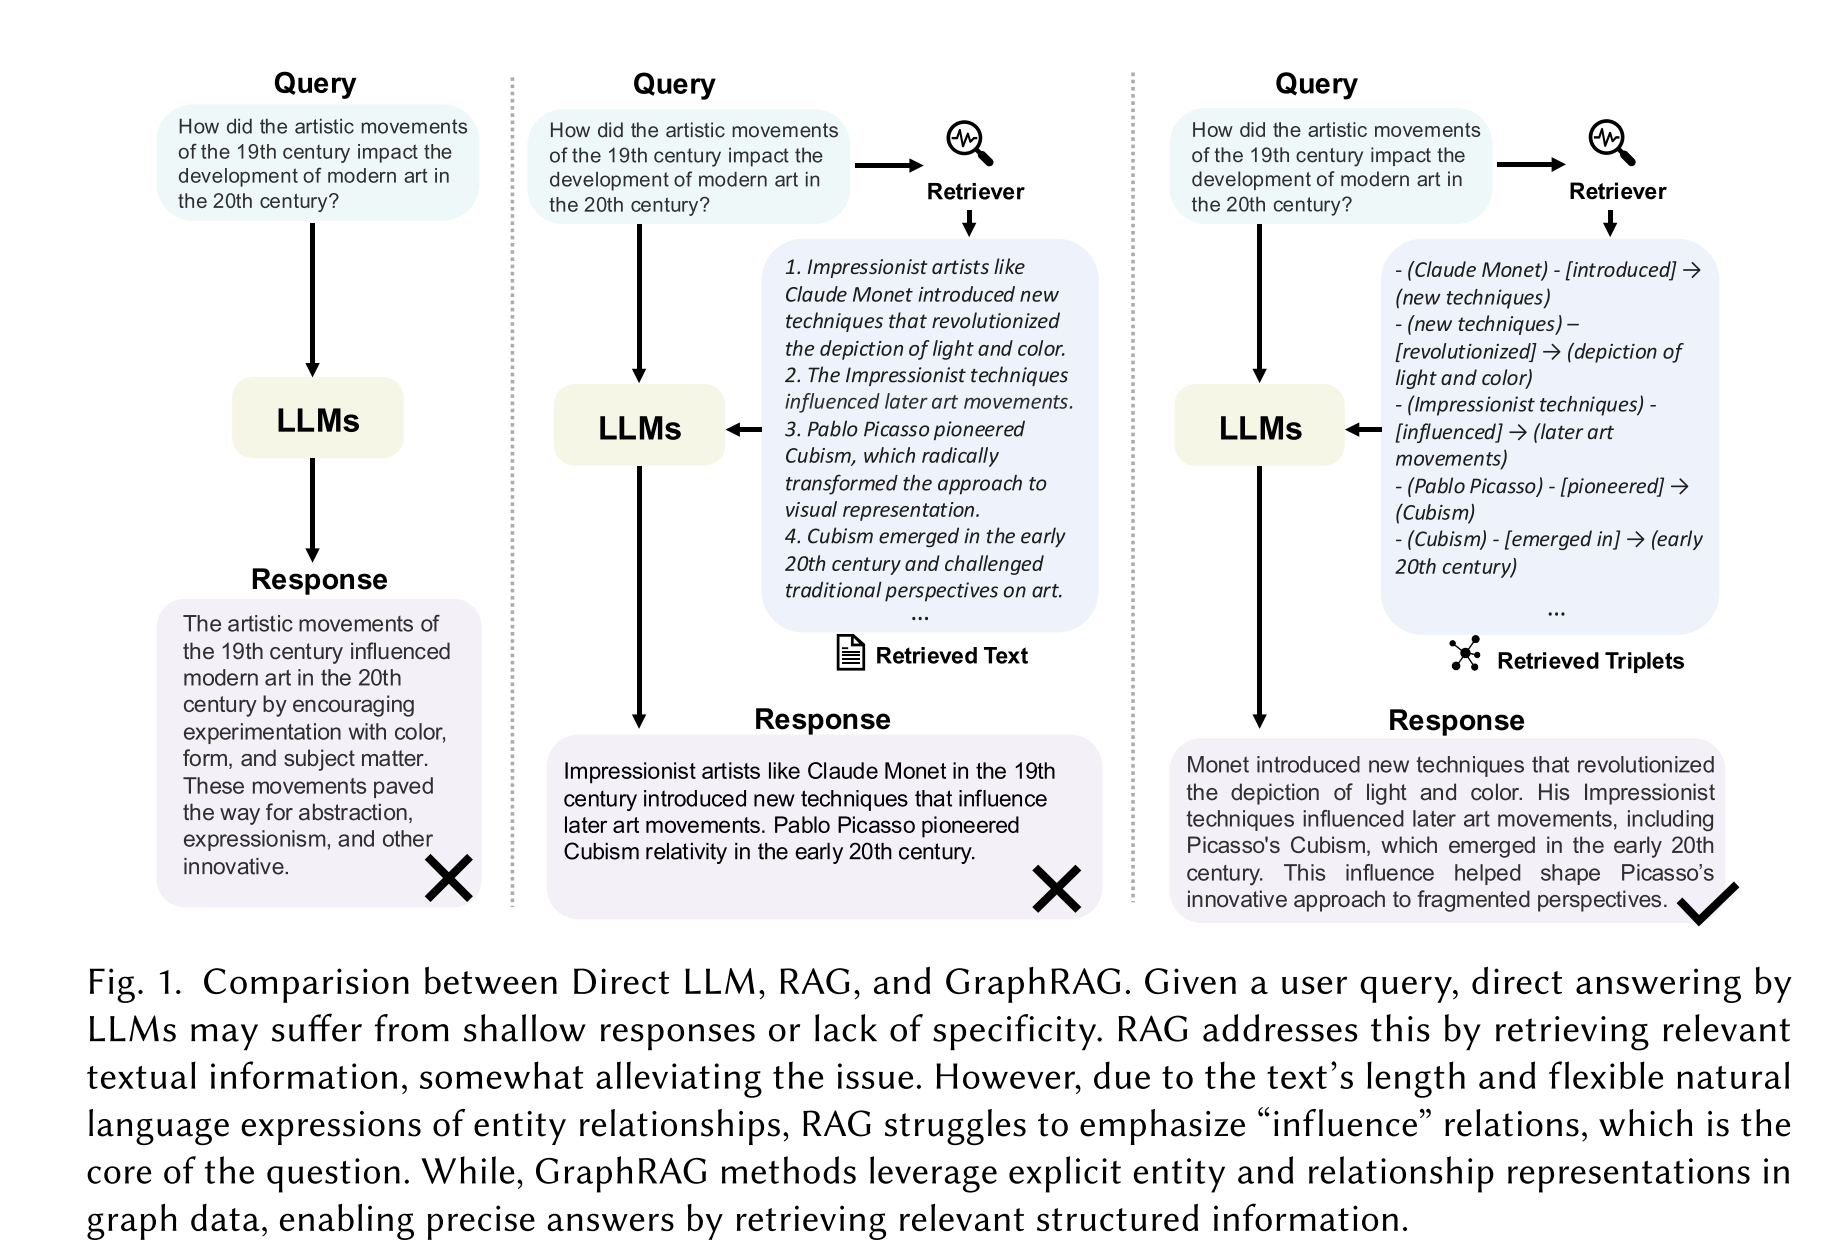 Query
How did the artistic movements
of the 19th century impact the
development of modern art in
the 20th century?
LLMs
Response
The artistic movements of
the 19th century influenced
modern art in the 20th
century by encouraging
experimentation with color,
form, and subject matter.
These movements paved
the way for abstraction,
expressionism, and other
innovative.
Query
How did the artistic movements
of the 19th century impact the
development of modern art in
the 20th century?
Retriever
1. Impressionist artists like
Claude Monet introduced new
techniques that revolutionized
the depiction of light and color.
2. The Impressionist techniques
influenced later art movements.
3. Pablo Picasso pioneered
Cubism, which radically
transformed the approach to
visual representation.
4. Cubism emerged in the early
20th century and challenged
traditional perspectives on art.
...
Retrieved Text
LLMs
Response
Impressionist artists like Claude Monet in the 19th
century introduced new techniques that influence
later art movements. Pablo Picasso pioneered
Cubism relativity in the early 20th century.
Query
How did the artistic movements
of the 19th century impact the
development of modern art in
the 20th century?
Retriever
- (Claude Monet) - [introduced] →
(new techniques)
- (new techniques) –
[revolutionized] → (depiction of
light and color)
- (Impressionist techniques) -
[influenced] → (later art
movements)
- (Pablo Picasso) - [pioneered] →
(Cubism)
- (Cubism) - [emerged in] → (early
20th century)
...
Retrieved Triplets
LLMs
Response
Monet introduced new techniques that revolutionized
the depiction of light and color. His Impressionist
techniques influenced later art movements, including
Picasso's Cubism, which emerged in the early 20th
century. This influence helped shape Picasso’s
innovative approach to fragmented perspectives.
Fig. 1. Comparision between Direct LLM, RAG, and GraphRAG. Given a user query, direct answering by
LLMs may suffer from shallow responses or lack of specificity. RAG addresses this by retrieving relevant
textual information, somewhat alleviating the issue. However, due to the text’s length and flexible natural
language expressions of entity relationships, RAG struggles to emphasize “influence” relations, which is the
core of the question. While, GraphRAG methods leverage explicit entity and relationship representations in
graph data, enabling precise answers by retrieving relevant structured information.